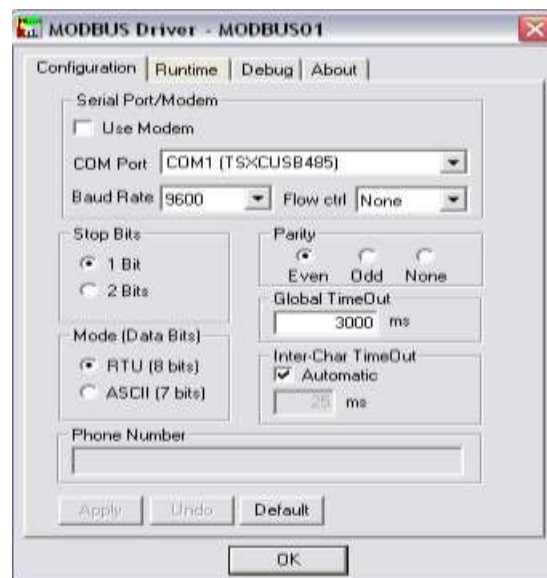 MODBUS Driver - MODBUS01
Configuration Runtime Debug About
Serial Port/Modem
Use Modem
COM Port COM1 (TSXCUSB485)
Baud Rate 9600 Flow ctrl None
Stop Bits
1 Bit
2 Bits
Parity
Even Odd None
Global TimeOut
3000 ms
Mode (Data Bits)
RTU (8 bits)
ASCII (7 bits)
Inter-Char TimeOut
Automatic
25 ms
Phone Number
Apply Undo Default
OK